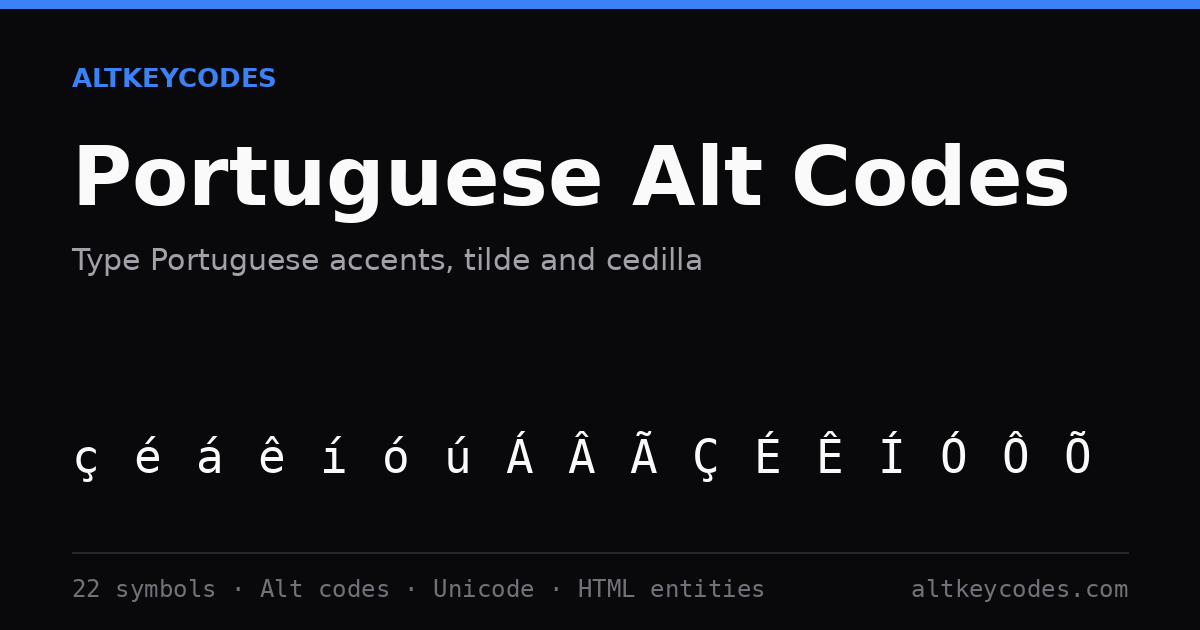 ALTKEYCODES
Portuguese Alt Codes
Type Portuguese accents, tilde and cedilla
ç é á ê í ó ú Á Â Ã Ç É Ê Í Ó Ô Õ
22 symbols · Alt codes · Unicode · HTML entities altkeycodes.com